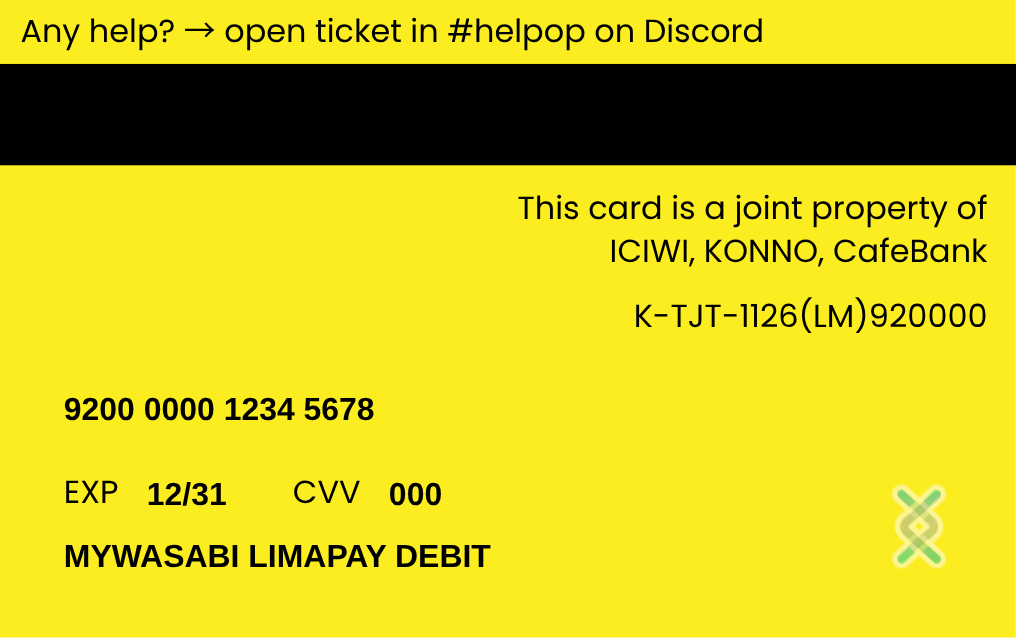 Any help? → open ticket in #helpop on Discord
This card is a joint property of
ICIWI, KONNO, CafeBank
K-TJT-1126(LM)920000
9200 0000 1234 5678
EXP 12/31 CVV 000
MYWASABI LIMAPAY DEBIT